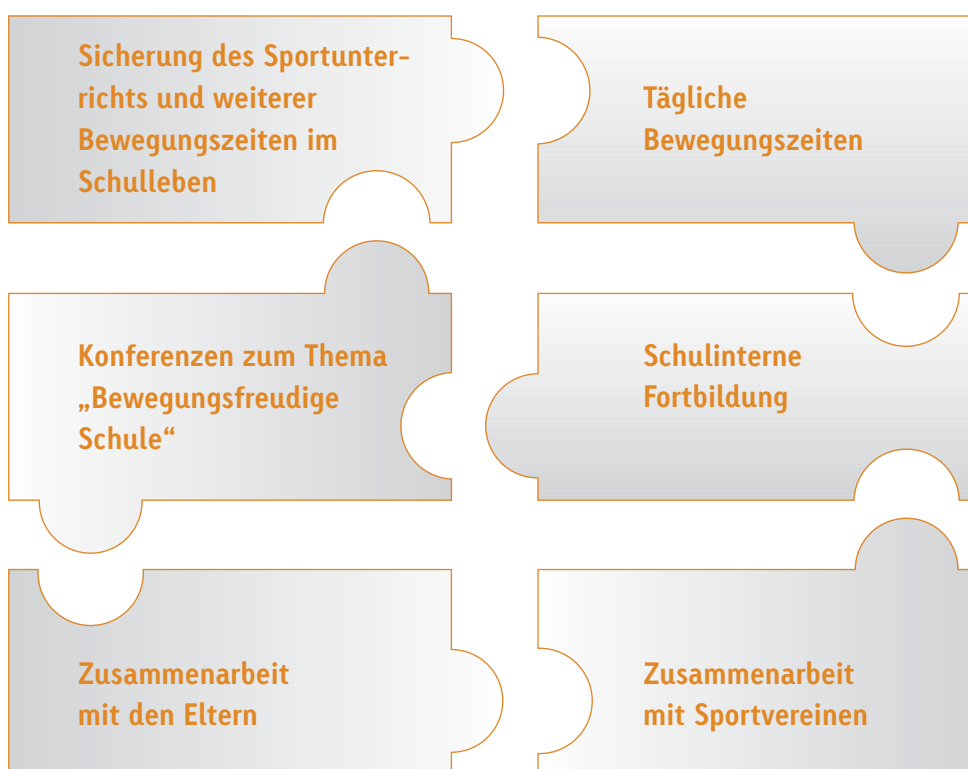 Sicherung des Sportunter-
richts und weiterer
Bewegungszeiten im
Schulleben
Tägliche
Bewegungszeiten
Konferenzen zum Thema
„Bewegungsfreudige
Schule“
Schulinterne
Fortbildung
Zusammenarbeit
mit den Eltern
Zusammenarbeit
mit Sportvereinen